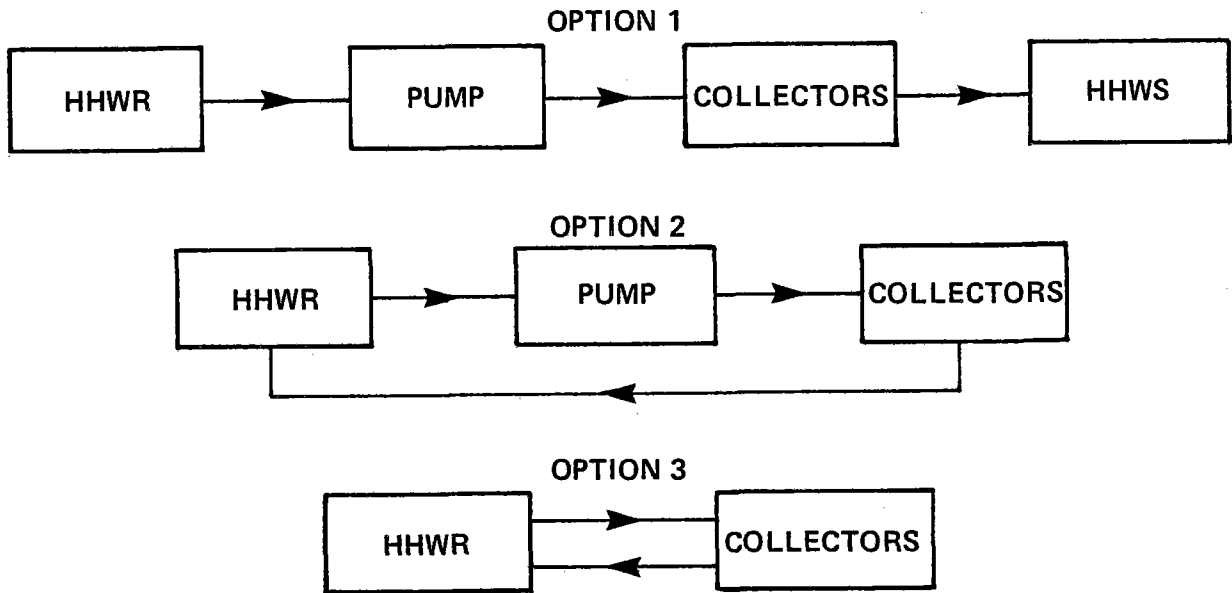 OPTION 1
HHWR
PUMP
COLLECTORS
HHWS
OPTION 2
HHWR
PUMP
COLLECTORS
OPTION 3
HHWR
COLLECTORS